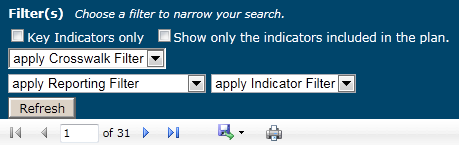 Filter(s) Choose a filter to narrow your search.
Key Indicators only Show only the indicators included in the plan.
apply Crosswalk Filter
apply Reporting Filter apply Indicator Filter
Refresh
1 of 31